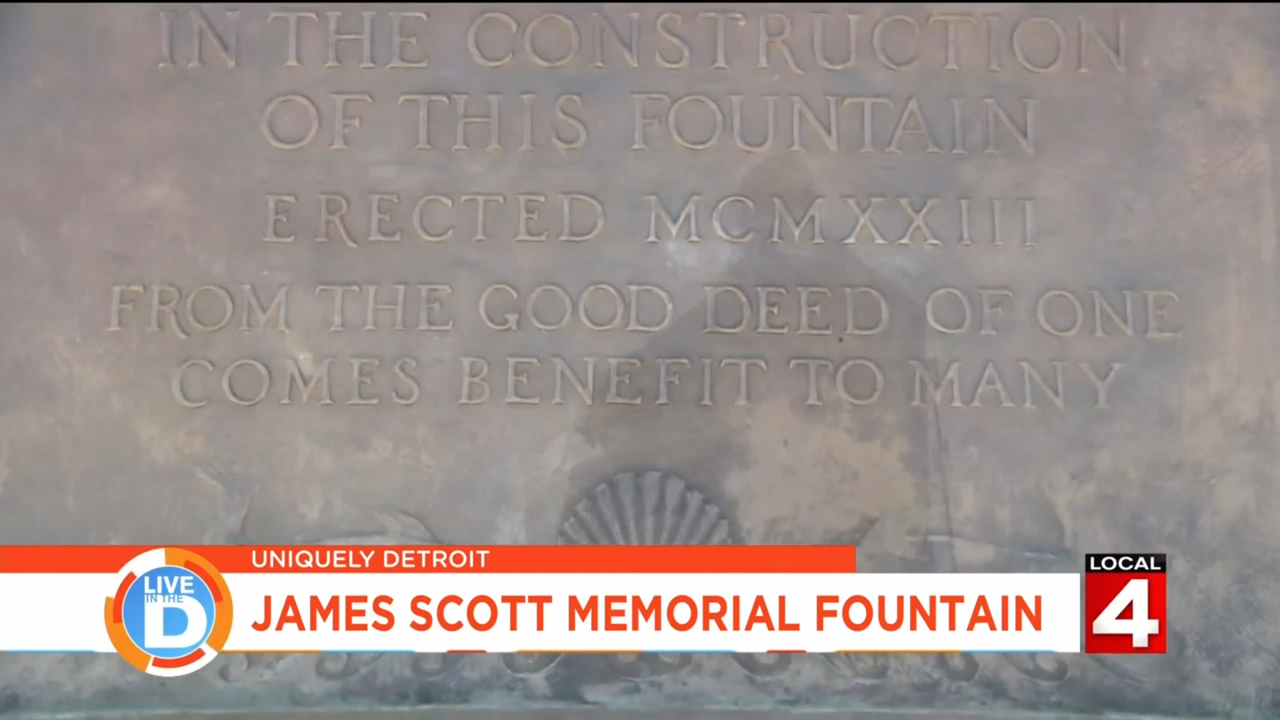 IN THE CONSTRUCTION
OF THIS FOUNTAIN
ERECTED MCMXXIII
FROM THE GOOD DEED OF ONE
COMES BENEFIT TO MANY
UNIQUELY DETROIT
LIVE
IN THE
D
JAMES SCOTT MEMORIAL FOUNTAIN
LOCAL
4